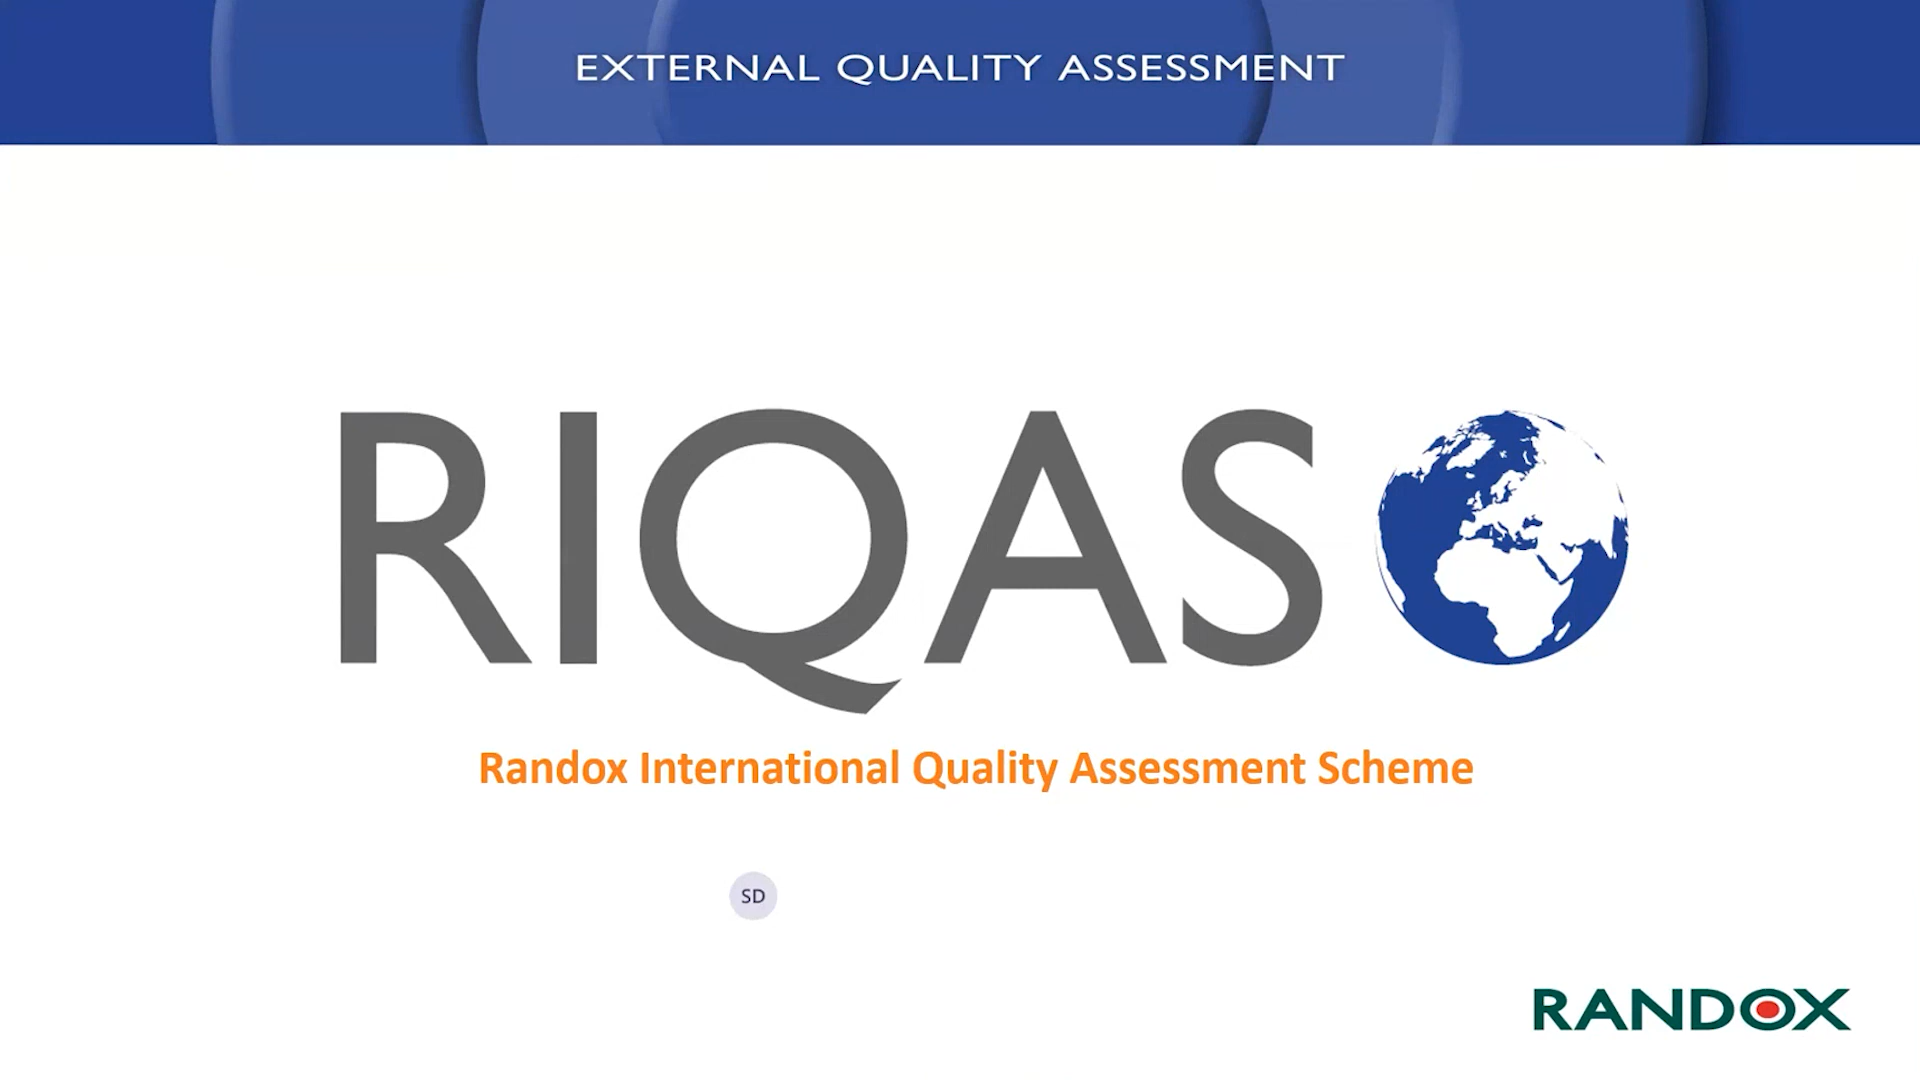 EXTERNAL QUALITY ASSESSMENT
RIQAS
Randox International Quality Assessment Scheme
SD
RANDOX